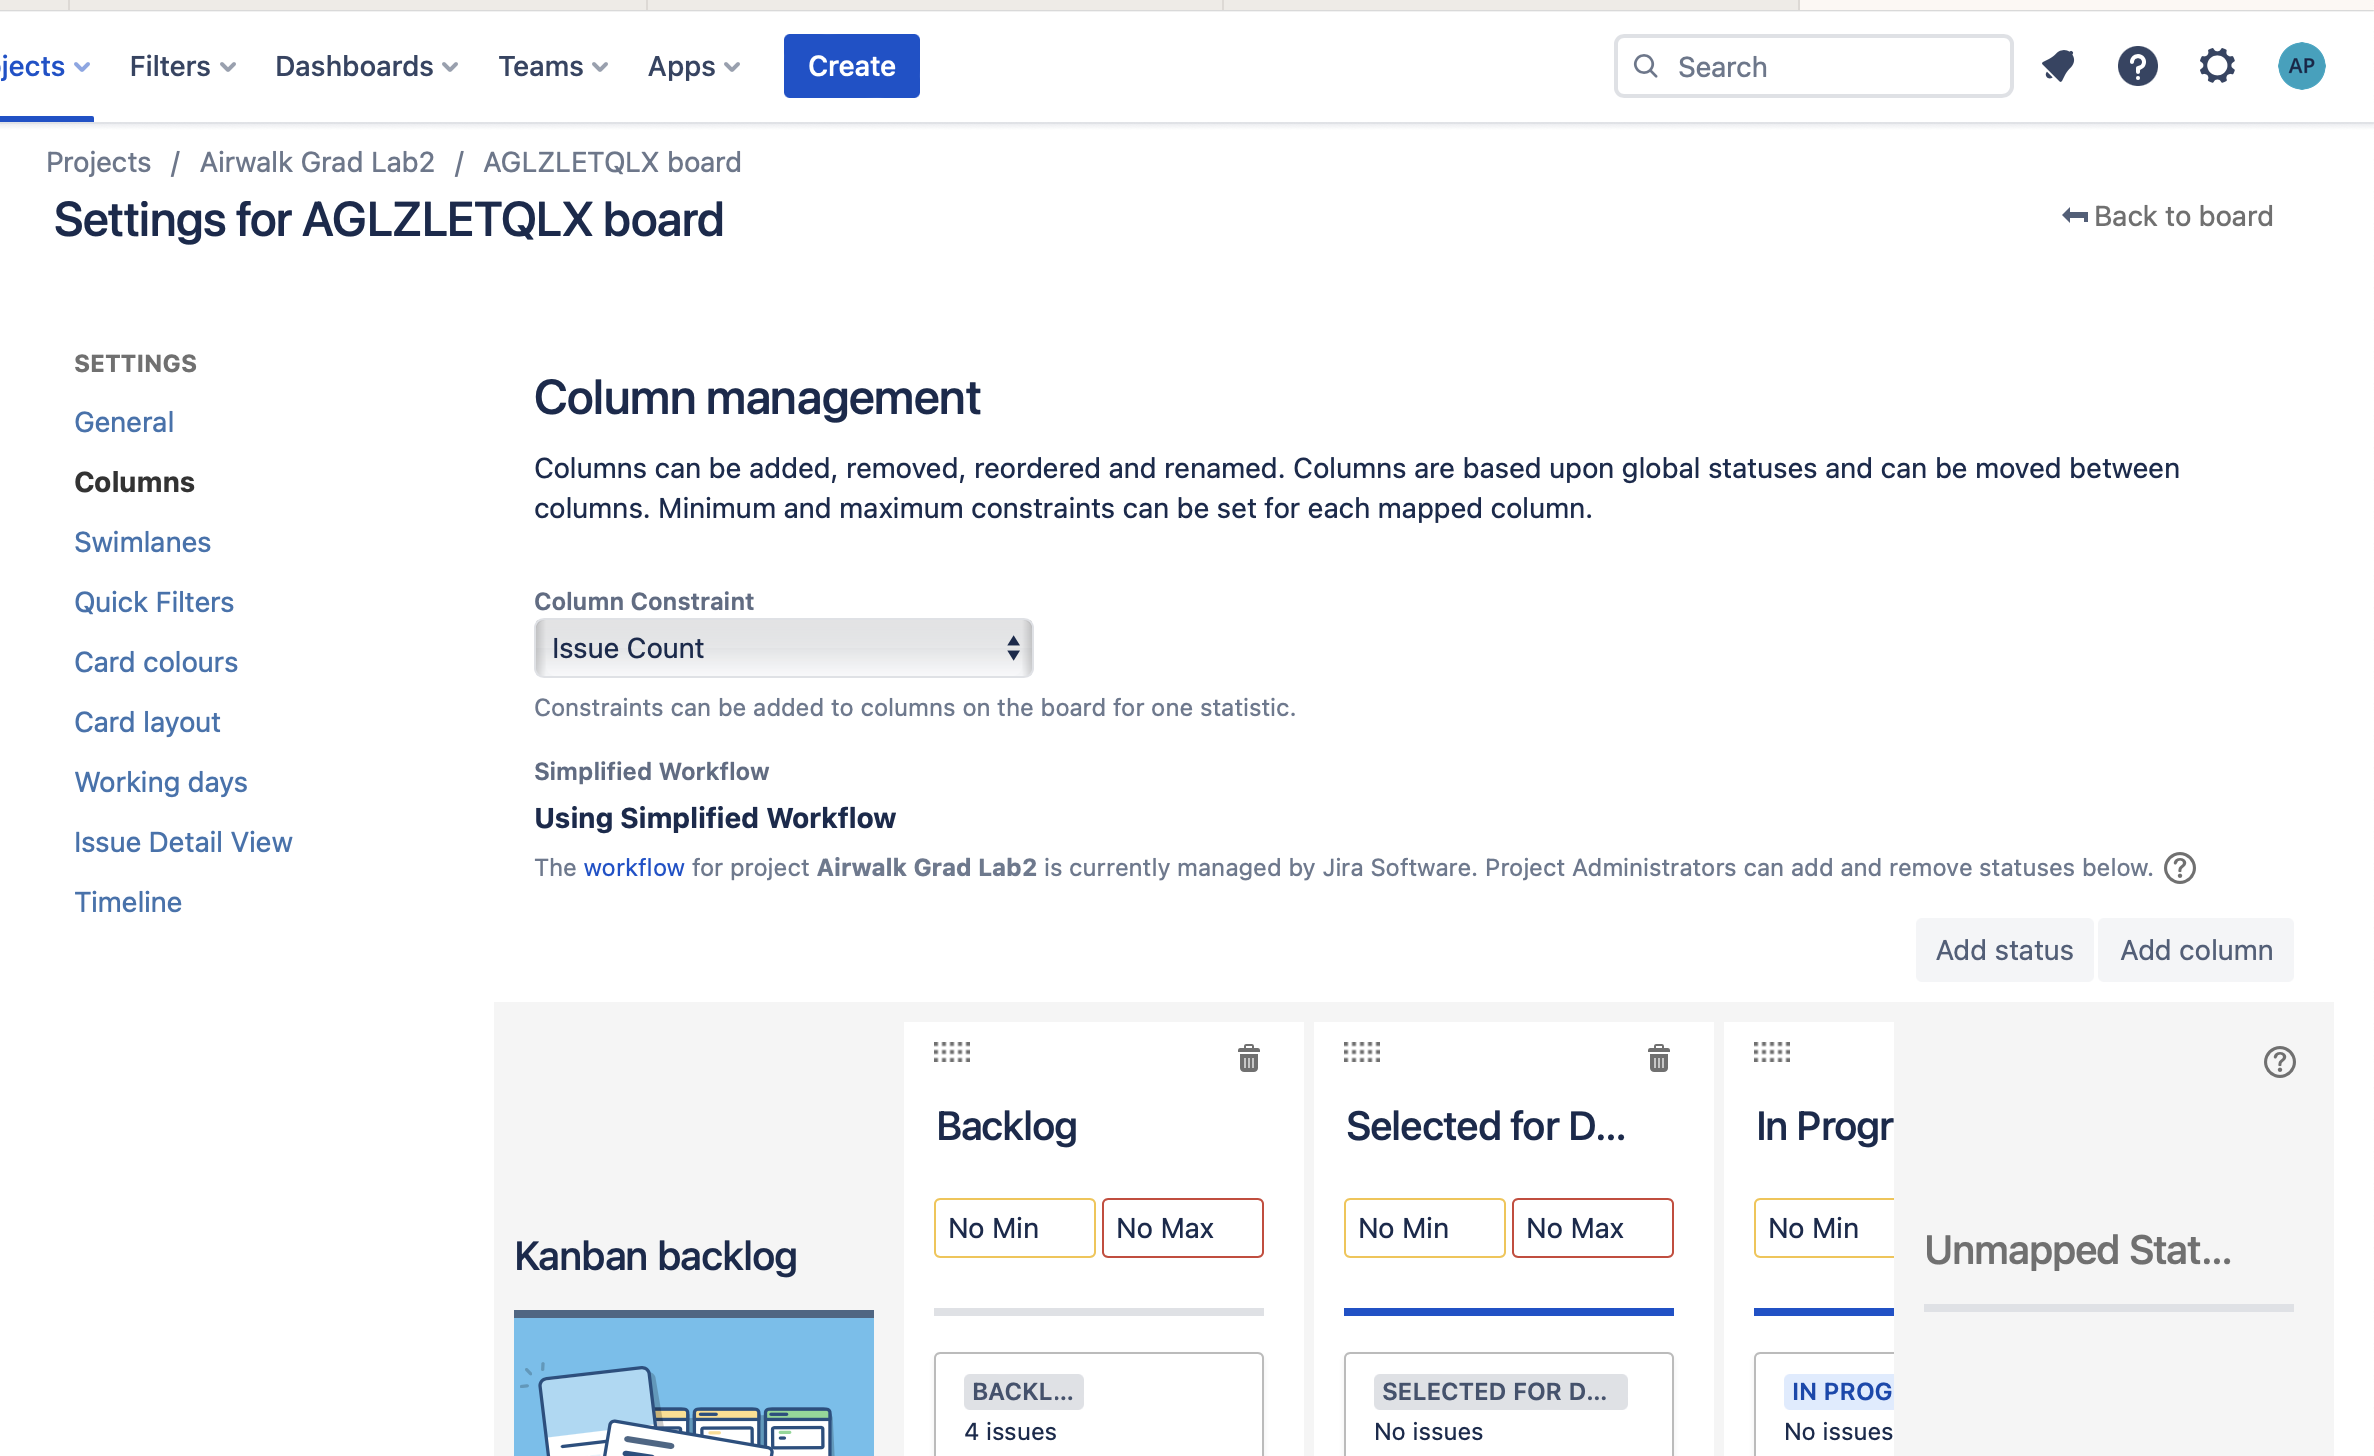 jects Filters Dashboards Teams Apps Create Search AP
Projects / Airwalk Grad Lab2 / AGLZLETQLX board
Settings for AGLZLETQLX board
Back to board
SETTINGS
General
Columns
Swimlanes
Quick Filters
Card colours
Card layout
Working days
Issue Detail View
Timeline
Column management
Columns can be added, removed, reordered and renamed. Columns are based upon global statuses and can be moved between
columns. Minimum and maximum constraints can be set for each mapped column.
Column Constraint
Issue Count
Constraints can be added to columns on the board for one statistic.
Simplified Workflow
Using Simplified Workflow
The workflow for project Airwalk Grad Lab2 is currently managed by Jira Software. Project Administrators can add and remove statuses below. ?
Add status Add column
Kanban backlog
Backlog
No Min No Max
BACKL...
4 issues
Selected for D...
No Min No Max
SELECTED FOR D...
No issues
In Progr
No Min
IN PROG
No issues
?
Unmapped Stat...